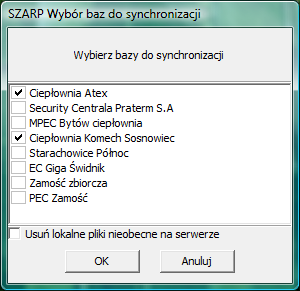 SZARP Wybór baz do synchronizacji
Wybierz bazy do synchronizacji
Ciepłownia Atex
Security Centrala Praterm S.A
MPEC Bytów ciepłownia
Ciepłownia Komech Sosnowiec
Starachowice Północ
EC Giga Świdnik
Zamość zbiorcza
PEC Zamość
Usuń lokalne pliki nieobecne na serwerze
OK
Anuluj